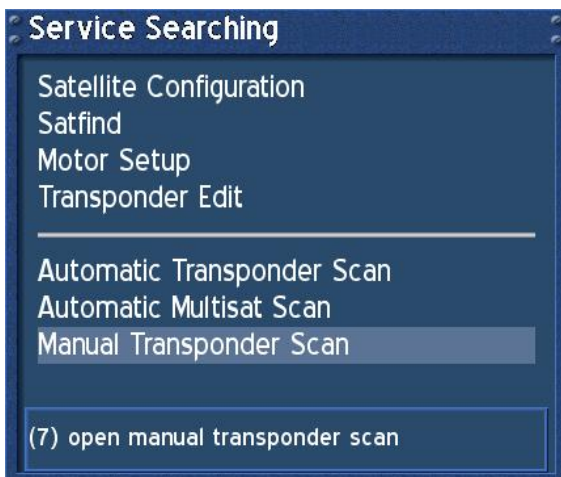 Service Searching
Satellite Configuration
Satfind
Motor Setup
Transponder Edit
Automatic Transponder Scan
Automatic Multisat Scan
Manual Transponder Scan
(7) open manual transponder scan